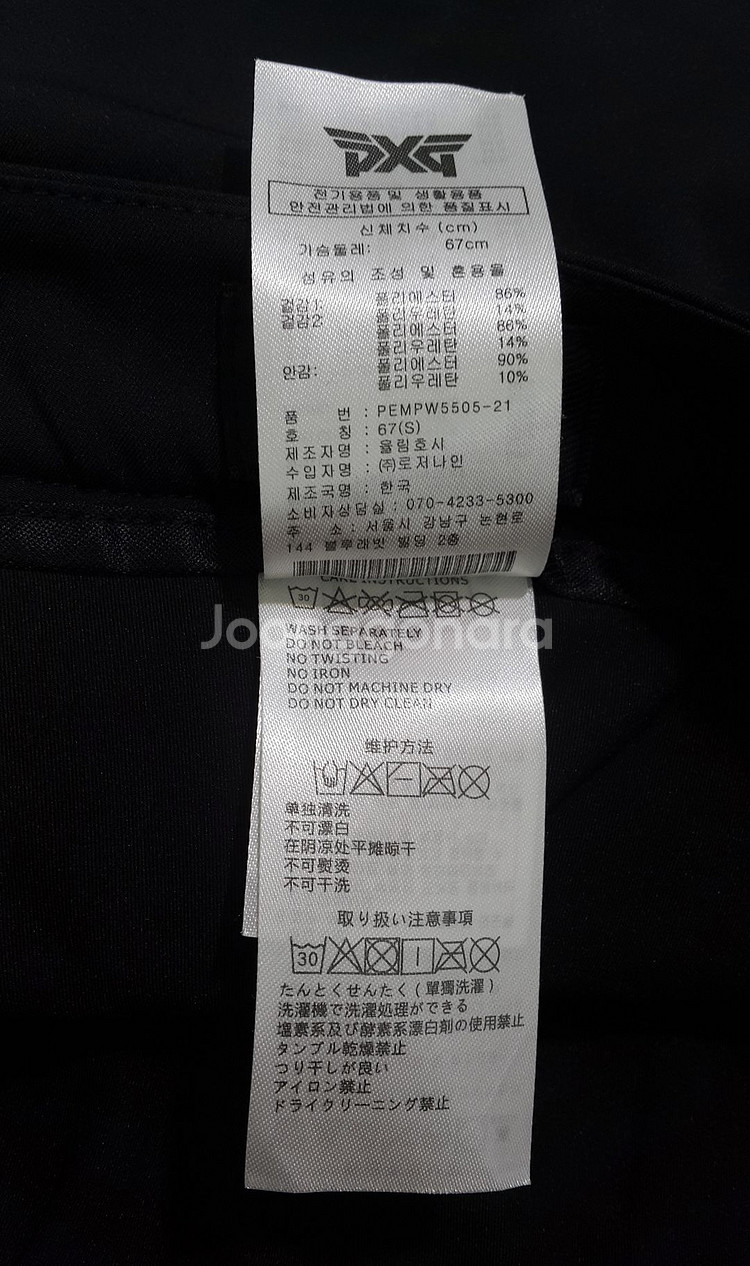 PXG
전기용품 및 생활용품
안전관리법에 의한 품질표시
신체치수 (cm)
가슴둘레: 67cm
섬유의 조성 및 혼용율
겉감1: 폴리에스터 86%
폴리우레탄 14%
겉감2: 폴리에스터 86%
폴리우레탄 14%
안감: 폴리에스터 90%
폴리우레탄 10%
품 번 : PEMPW5505-21
호 칭 : 67(S)
제조자명 : 율림호시
수입자명 : (주)로저나인
제조국명 : 한국
소비자상담실 : 070-4233-5300
주 소 : 서울시 강남구 논현로
144 블루래빗 빌딩 2층
CARE INSTRUCTIONS
30
WASH SEPARATELY
DO NOT BLEACH
NO TWISTING
NO IRON
DO NOT MACHINE DRY
DO NOT DRY CLEAN
维护方法
单独清洗
不可漂白
在阴凉处平摊晾干
不可熨烫
不可干洗
取り扱い注意事項
30
たんとくせんたく (單獨洗濯)
洗濯機で洗濯処理ができる
塩素系及び酵素系漂白剤の使用禁止
タンブル乾燥禁止
つり干しが良い
アイロン禁止
ドライクリーニング禁止
Joonggonara